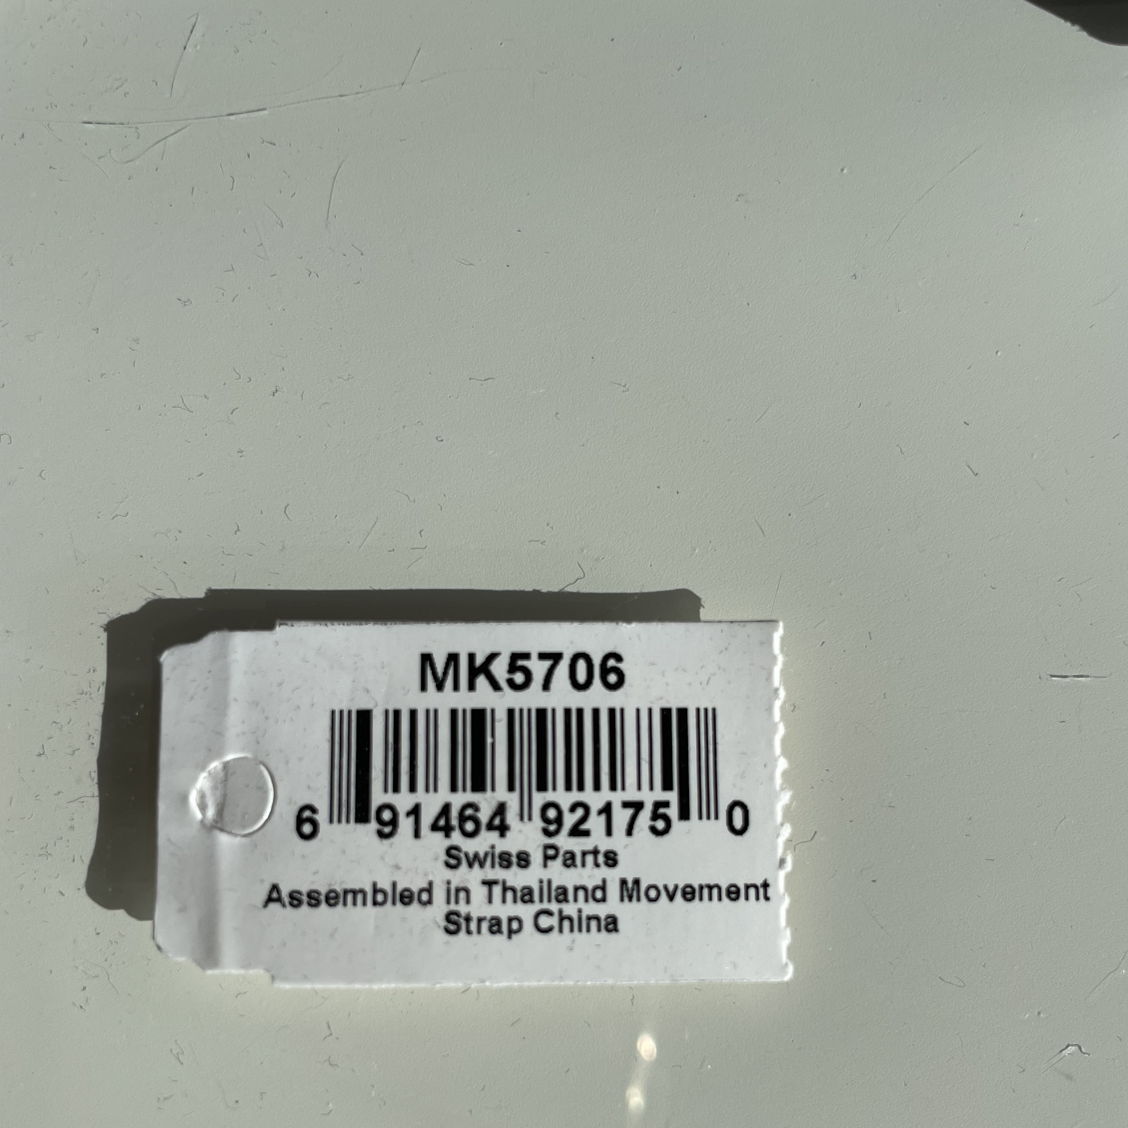 MK5706
6 91464 92175 0
Swiss Parts
Assembled in Thailand Movement
Strap China